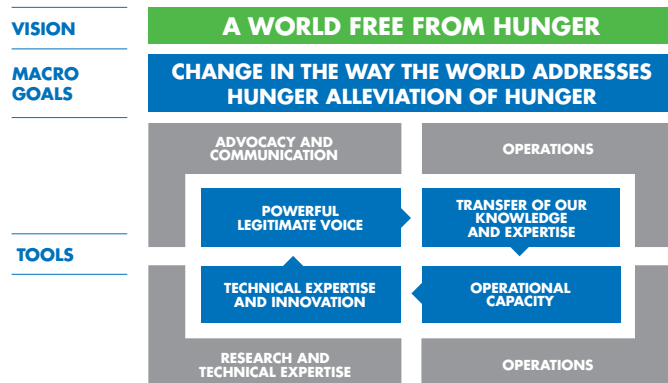 VISION
A WORLD FREE FROM HUNGER
MACRO
GOALS
CHANGE IN THE WAY THE WORLD ADDRESSES
HUNGER ALLEVIATION OF HUNGER
TOOLS
ADVOCACY AND
COMMUNICATION
OPERATIONS
POWERFUL
LEGITIMATE VOICE
TRANSFER OF OUR
KNOWLEDGE
AND EXPERTISE
TECHNICAL EXPERTISE
AND INNOVATION
OPERATIONAL
CAPACITY
RESEARCH AND
TECHNICAL EXPERTISE
OPERATIONS